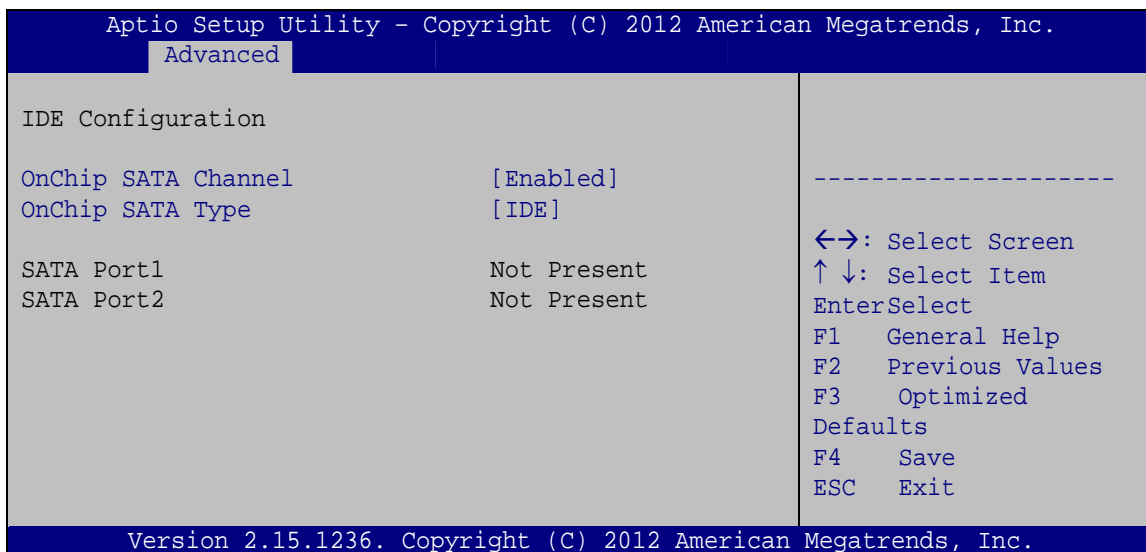 Aptio Setup Utility – Copyright (C) 2012 American Megatrends, Inc.
Advanced
IDE Configuration
OnChip SATA Channel [Enabled]
OnChip SATA Type [IDE]
SATA Port1 Not Present
SATA Port2 Not Present
---------------------
←→: Select Screen
↑ ↓: Select Item
EnterSelect
F1 General Help
F2 Previous Values
F3 Optimized
Defaults
F4 Save
ESC Exit
Version 2.15.1236. Copyright (C) 2012 American Megatrends, Inc.